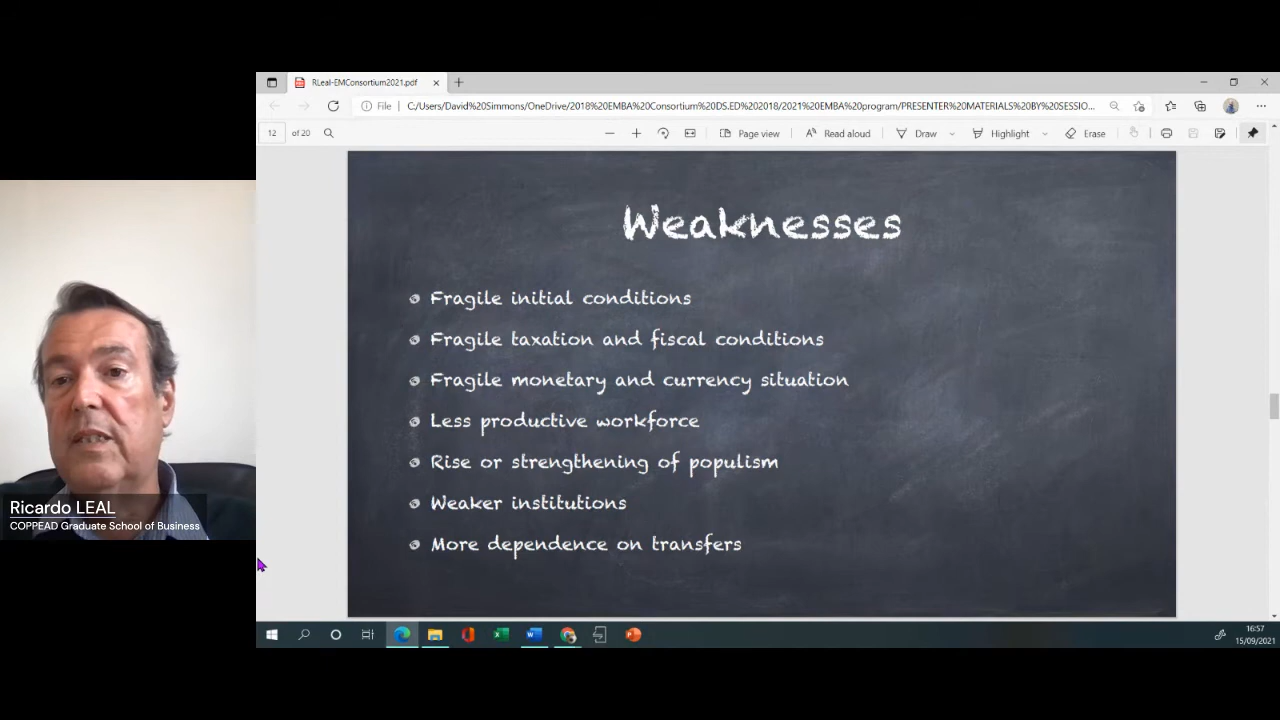 RLeal-EMConsortium2021.pdf
File
C:/Users/David%20Simmons/OneDrive/2018%20EMBA%20Consortium%20DS.ED%202018/2021%20EMBA%20program/PRESENTER%20MATERIALS%20BY%20SESSIO...
12 of 20
Page view
Read aloud
Draw
Highlight
Erase
Weaknesses
Fragile initial conditions
Fragile taxation and fiscal conditions
Fragile monetary and currency situation
Less productive workforce
Rise or strengthening of populism
Weaker institutions
More dependence on transfers
Ricardo LEAL
COPPEAD Graduate School of Business
16:57
15/09/2021